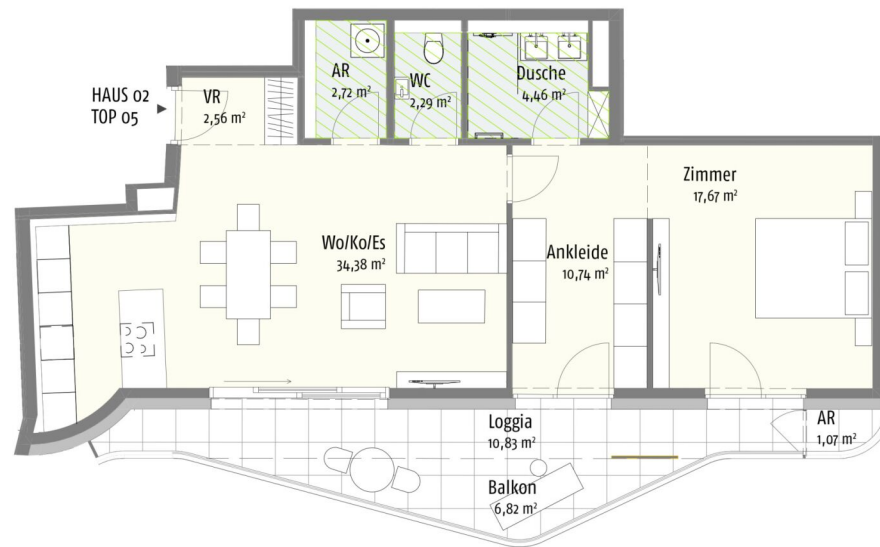 HAUS 02
TOP 05
VR
2,56 m²
AR
2,72 m²
WC
2,29 m²
Dusche
4,46 m²
Zimmer
17,67 m²
Wo/Ko/Es
34,38 m²
Ankleide
10,74 m²
Loggia
10,83 m²
AR
1,07 m²
Balkon
6,82 m²